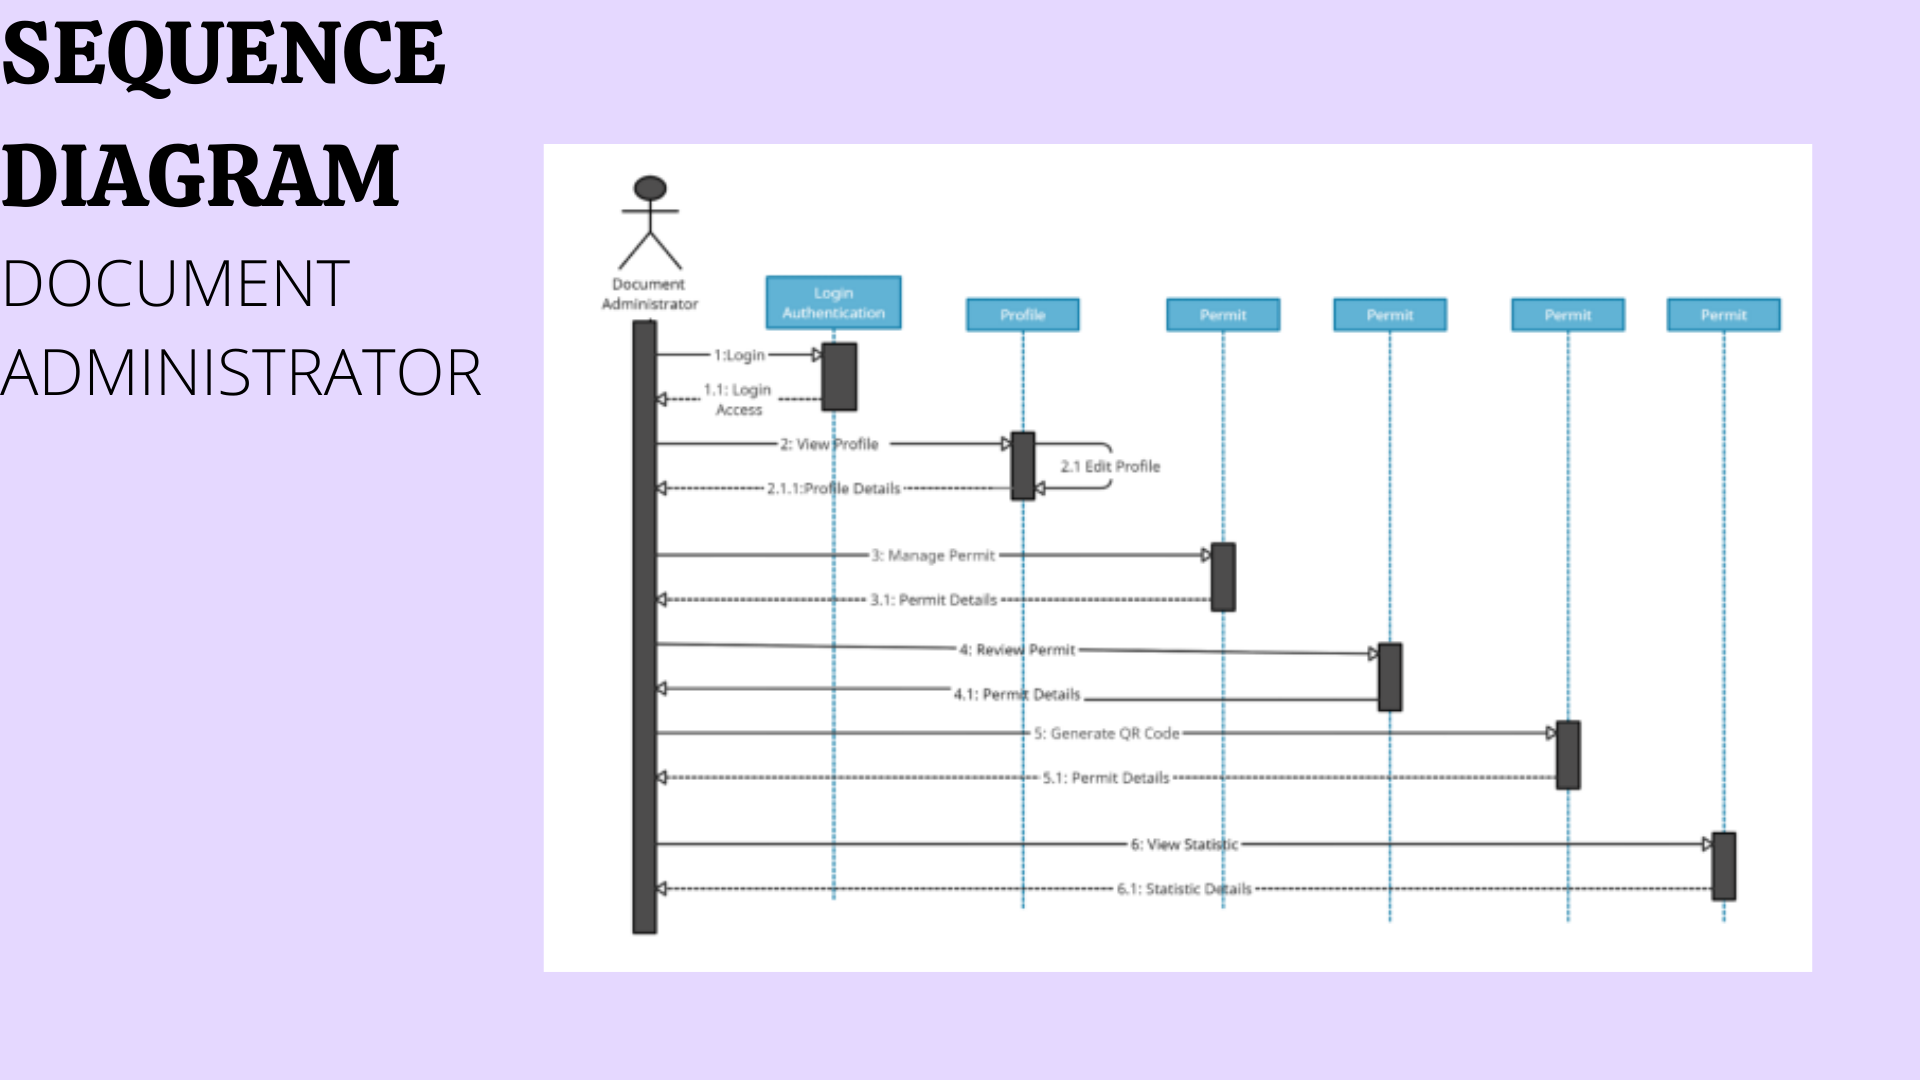 SEQUENCE
DIAGRAM
DOCUMENT
ADMINISTRATOR
Document
Administrator
Login
Authentication
Profile
Permit
Permit
Permit
Permit
1:Login
1.1: Login
Access
2: View Profile
2.1 Edit Profile
2.1.1:Profile Details
3: Manage Permit
3.1: Permit Details
4: Review Permit
4.1: Permit Details
5: Generate QR Code
5.1: Permit Details
6: View Statistic
6.1: Statistic Details